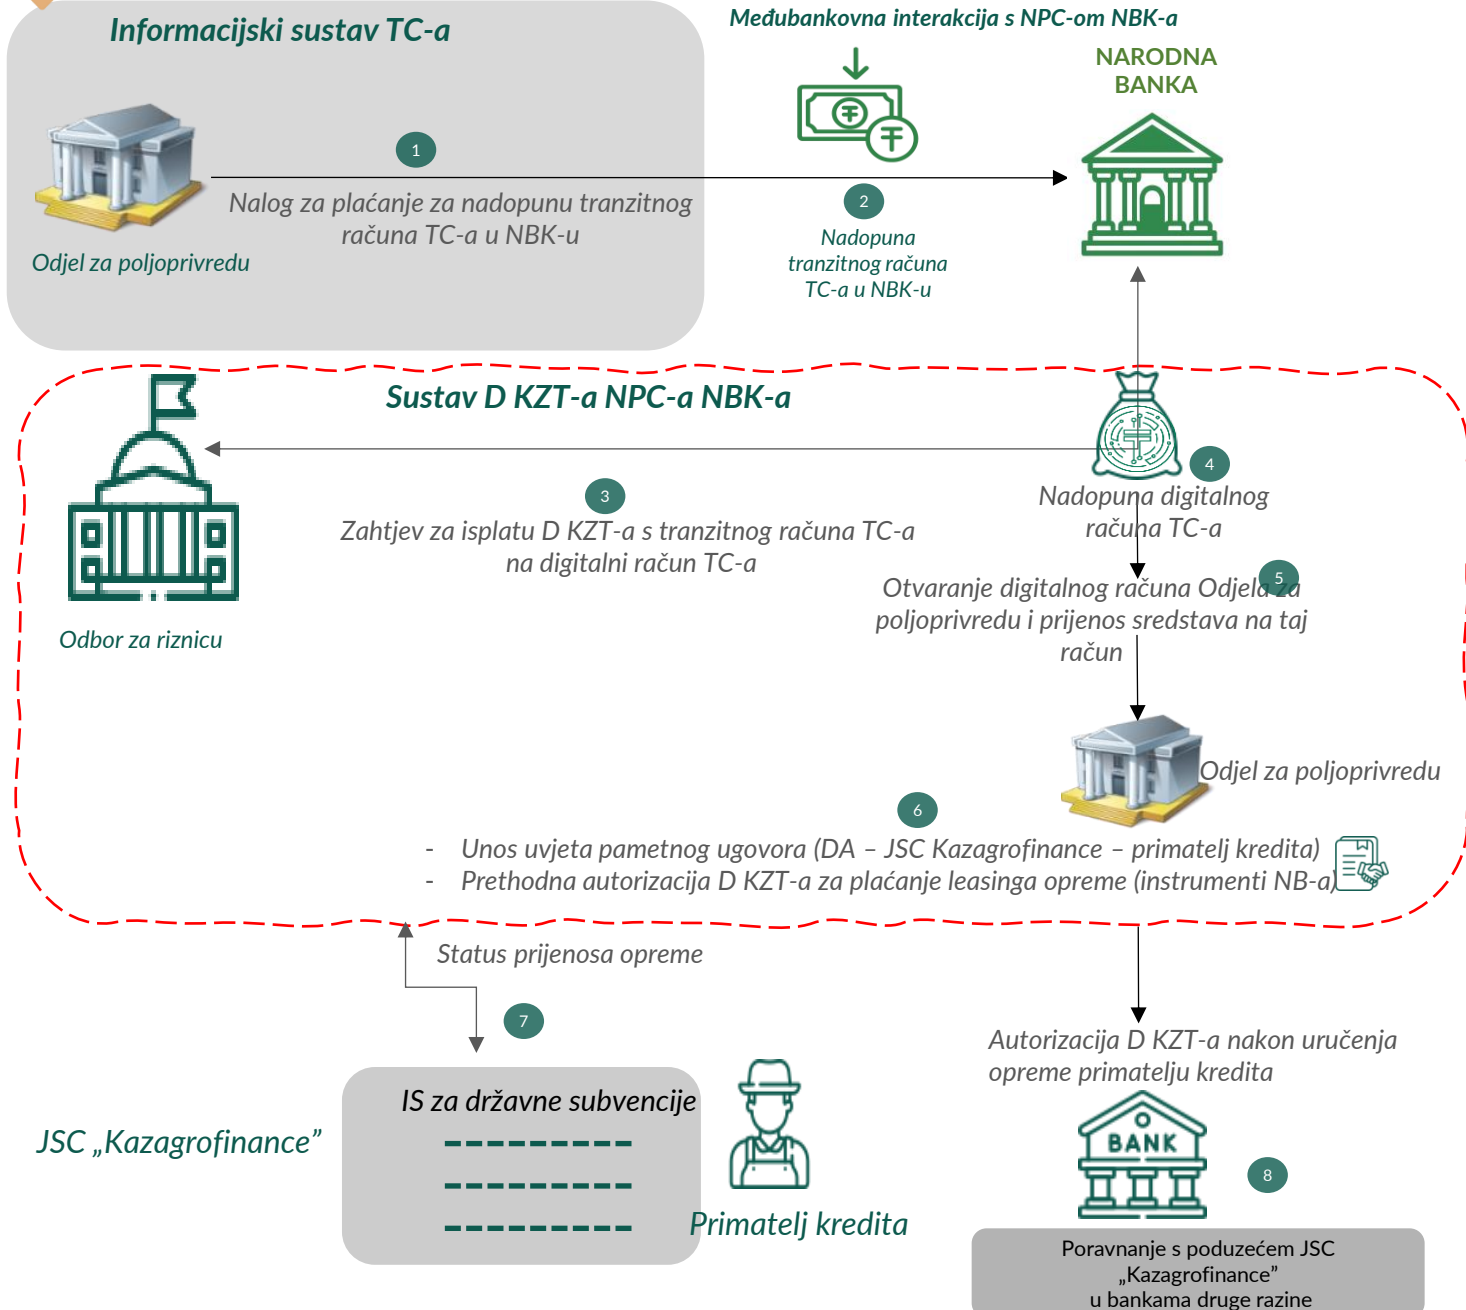 Informacijski sustav TC-a
Međubankovna interakcija s NPC-om NBK-a
NARODNA
BANKA
1
Nalog za plaćanje za nadopunu tranzitnog
računa TC-a u NBK-u
Odjel za poljoprivredu
2
Nadopuna
tranzitnog računa
TC-a u NBK-u
Sustav D KZT-a NPC-a NBK-a
3
Zahtjev za isplatu D KZT-a s tranzitnog računa TC-a
na digitalni račun TC-a
Odbor za riznicu
4
Nadopuna digitalnog
računa TC-a
5
Otvaranje digitalnog računa Odjela za
poljoprivredu i prijenos sredstava na taj
račun
Odjel za poljoprivredu
6
- Unos uvjeta pametnog ugovora (DA – JSC Kazagrofinance – primatelj kredita)
- Prethodna autorizacija D KZT-a za plaćanje leasinga opreme (instrumenti NB-a)
Status prijenosa opreme
7
JSC „Kazagrofinance”
IS za državne subvencije
Primatelj kredita
Autorizacija D KZT-a nakon uručenja
opreme primatelju kredita
BANK
8
Poravnanje s poduzećem JSC
„Kazagrofinance”
u bankama druge razine